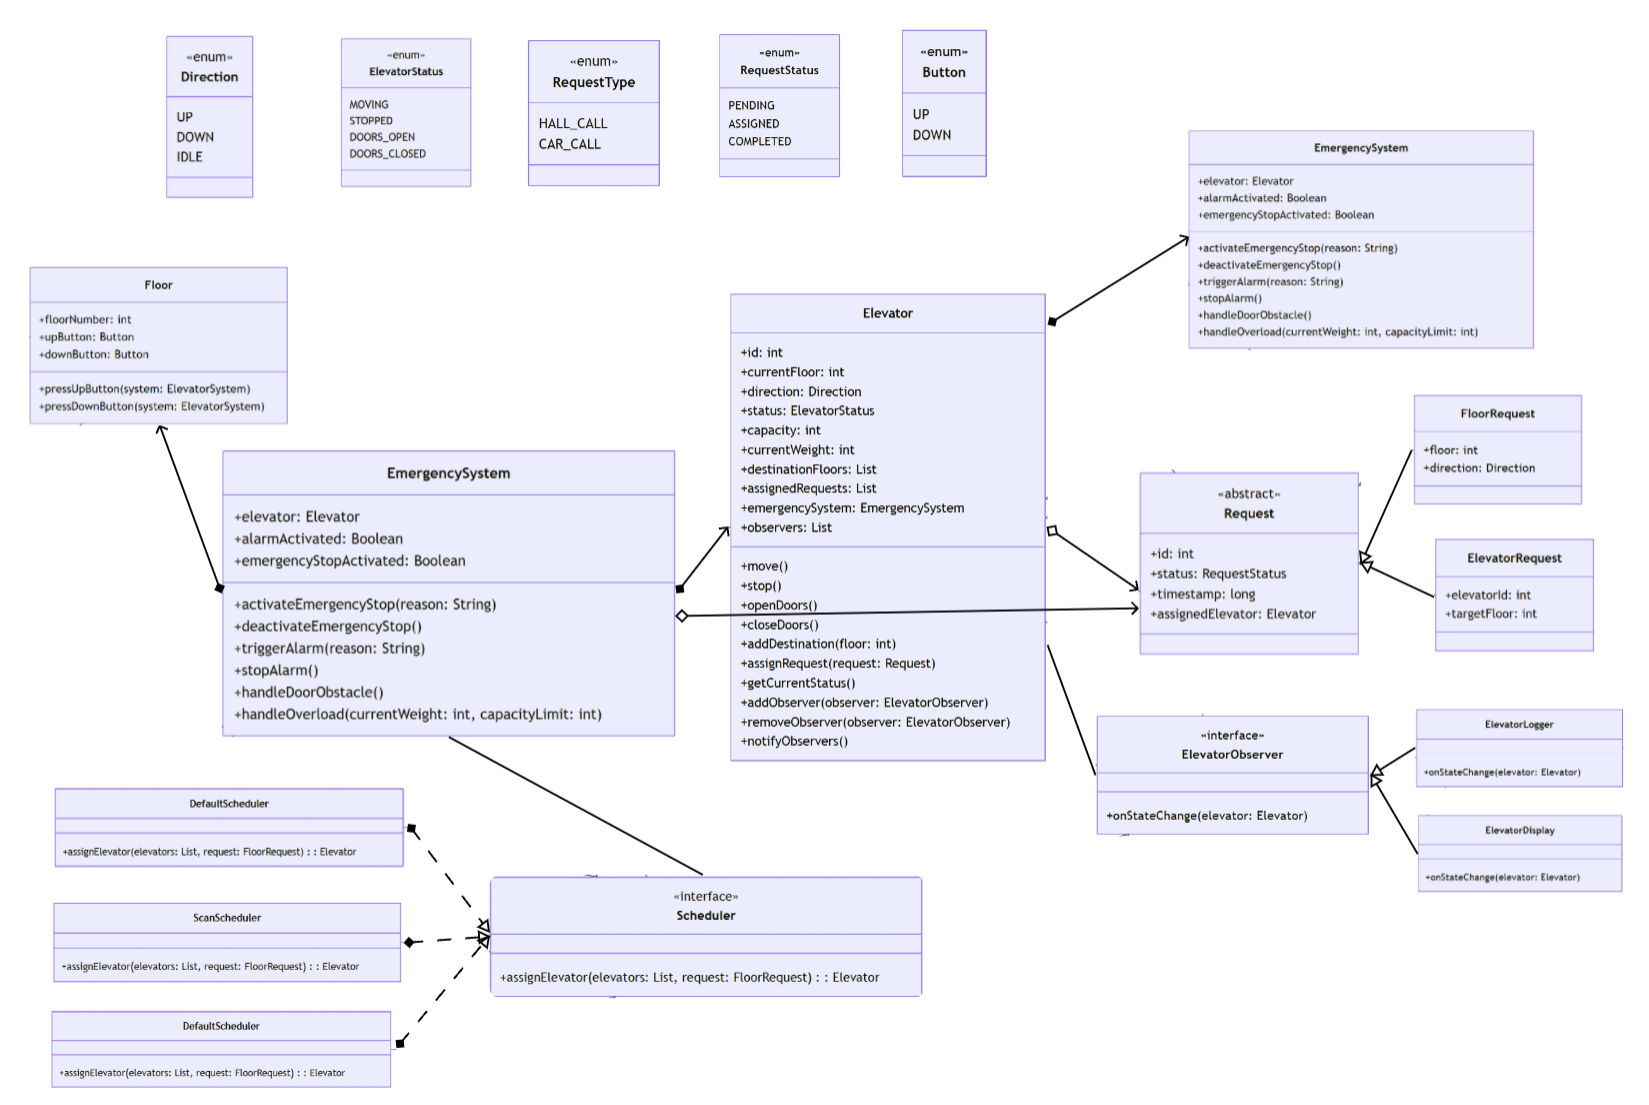 «enum»
Direction
UP
DOWN
IDLE
«enum»
ElevatorStatus
MOVING
STOPPED
DOORS_OPEN
DOORS_CLOSED
«enum»
RequestType
HALL_CALL
CAR_CALL
«enum»
RequestStatus
PENDING
ASSIGNED
COMPLETED
«enum»
Button
UP
DOWN
EmergencySystem
+elevator: Elevator
+alarmActivated: Boolean
+emergencyStopActivated: Boolean
+activateEmergencyStop(reason: String)
+deactivateEmergencyStop()
+triggerAlarm(reason: String)
+stopAlarm()
+handleDoorObstacle()
+handleOverload(currentWeight: int, capacityLimit: int)
Floor
+floorNumber: int
+upButton: Button
+downButton: Button
+pressUpButton(system: ElevatorSystem)
+pressDownButton(system: ElevatorSystem)
Elevator
+id: int
+currentFloor: int
+direction: Direction
+status: ElevatorStatus
+capacity: int
+currentWeight: int
+destinationFloors: List
+assignedRequests: List
+emergencySystem: EmergencySystem
+observers: List
+move()
+stop()
+openDoors()
+closeDoors()
+addDestination(floor: int)
+assignRequest(request: Request)
+getCurrentStatus()
+addObserver(observer: ElevatorObserver)
+removeObserver(observer: ElevatorObserver)
+notifyObservers()
EmergencySystem
+elevator: Elevator
+alarmActivated: Boolean
+emergencyStopActivated: Boolean
+activateEmergencyStop(reason: String)
+deactivateEmergencyStop()
+triggerAlarm(reason: String)
+stopAlarm()
+handleDoorObstacle()
+handleOverload(currentWeight: int, capacityLimit: int)
FloorRequest
+floor: int
+direction: Direction
«abstract»
Request
+id: int
+status: RequestStatus
+timestamp: long
+assignedElevator: Elevator
ElevatorRequest
+elevatorId: int
+targetFloor: int
«interface»
ElevatorObserver
+onStateChange(elevator: Elevator)
ElevatorLogger
+onStateChange(elevator: Elevator)
ElevatorDisplay
+onStateChange(elevator: Elevator)
DefaultScheduler
+assignElevator(elevators: List, request: FloorRequest) : : Elevator
ScanScheduler
+assignElevator(elevators: List, request: FloorRequest) : : Elevator
DefaultScheduler
+assignElevator(elevators: List, request: FloorRequest) : : Elevator
«interface»
Scheduler
+assignElevator(elevators: List, request: FloorRequest) : : Elevator